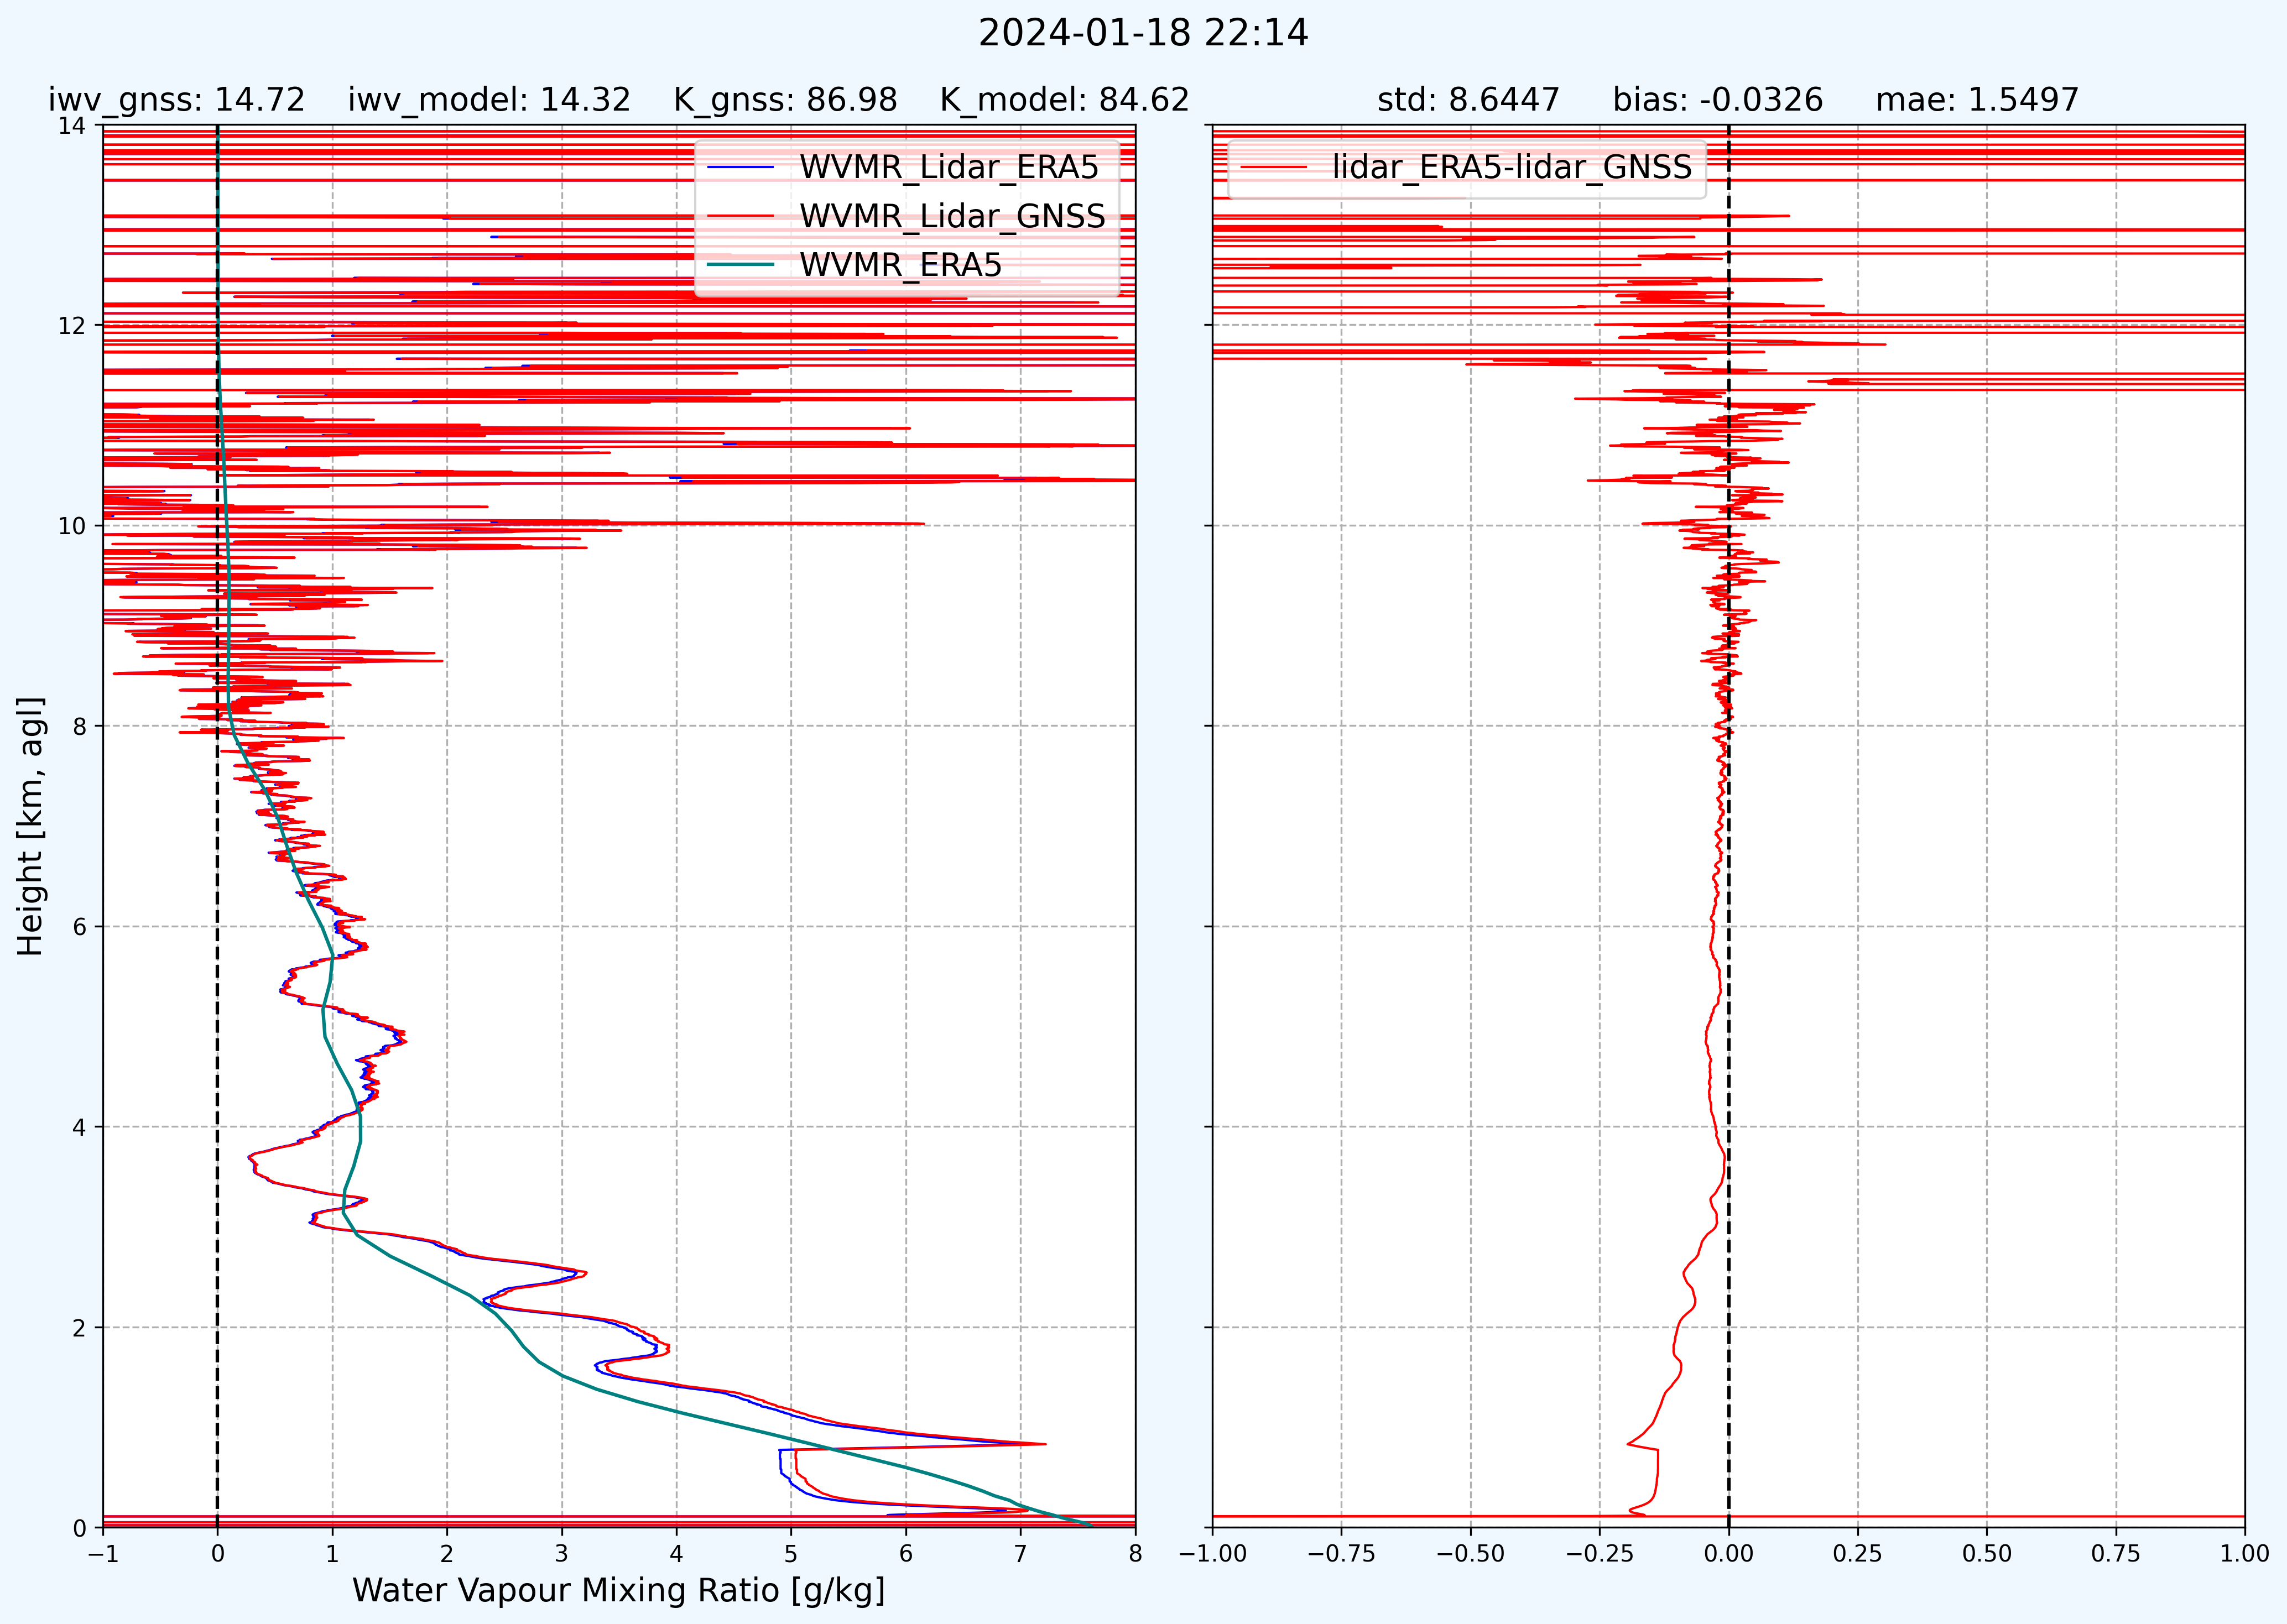 2024-01-18 22:14
iwv_gnss: 14.72 iwv_model: 14.32 K_gnss: 86.98 K_model: 84.62
std: 8.6447 bias: -0.0326 mae: 1.5497
WVMR_Lidar_ERA5
WVMR_Lidar_GNSS
WVMR_ERA5
lidar_ERA5-lidar_GNSS
Height [km, agl]
14
12
10
8
6
4
2
0
−1 0 1 2 3 4 5 6 7 8
Water Vapour Mixing Ratio [g/kg]
−1.00 −0.75 −0.50 −0.25 0.00 0.25 0.50 0.75 1.00